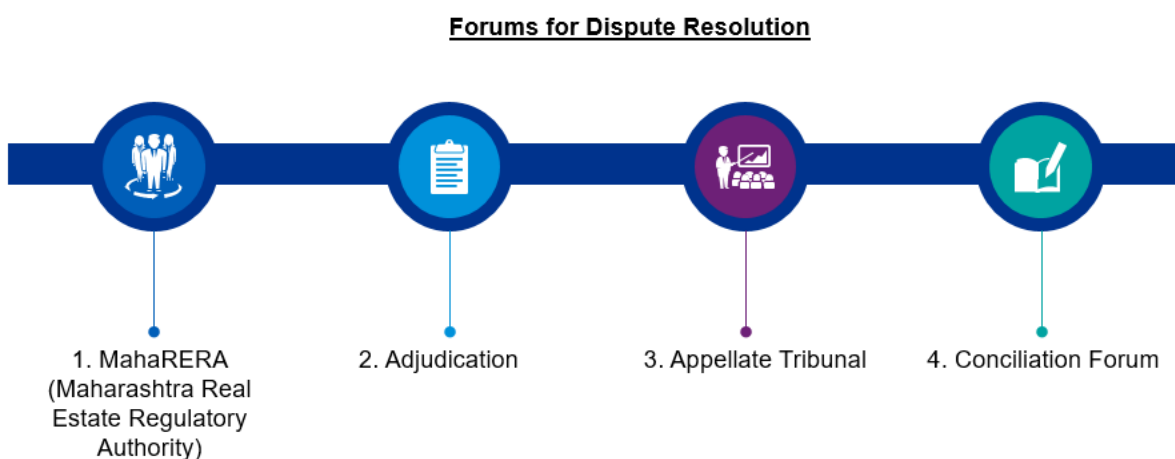 Forums for Dispute Resolution
1. MahaRERA
(Maharashtra Real
Estate Regulatory
Authority)
2. Adjudication
3. Appellate Tribunal
4. Conciliation Forum